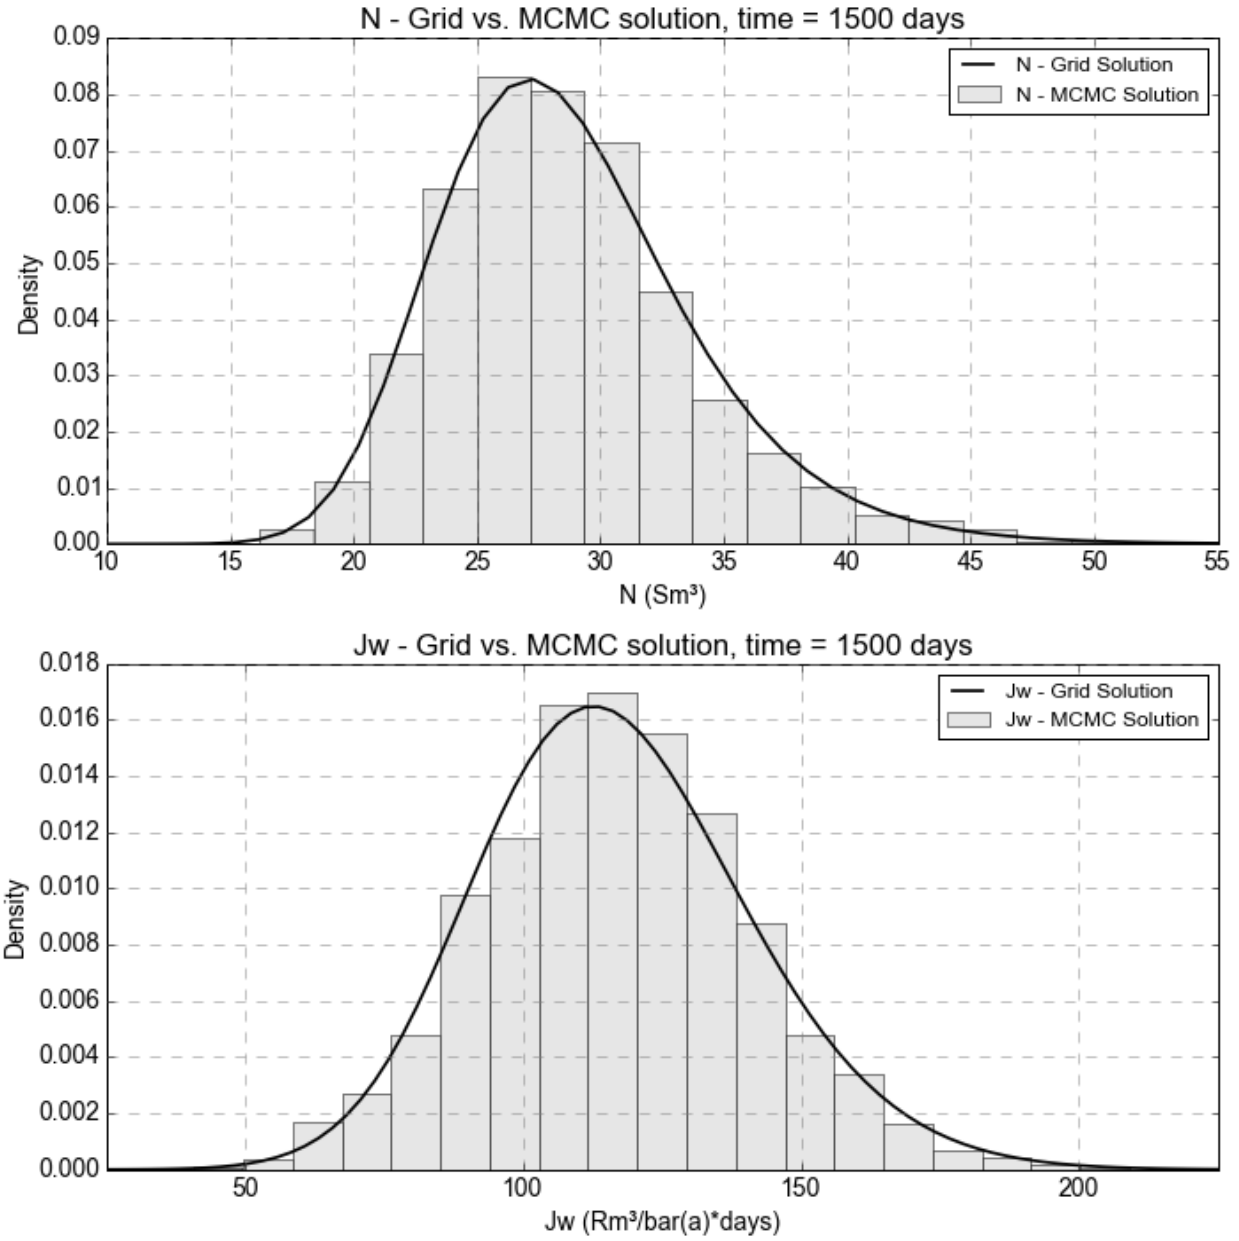 N - Grid vs. MCMC solution, time = 1500 days
N - Grid Solution
N - MCMC Solution
0.09
0.08
0.07
0.06
0.05
0.04
0.03
0.02
0.01
0.00
Density
10 15 20 25 30 35 40 45 50 55
N (Sm³)
Jw - Grid vs. MCMC solution, time = 1500 days
Jw - Grid Solution
Jw - MCMC Solution
0.018
0.016
0.014
0.012
0.010
0.008
0.006
0.004
0.002
0.000
Density
50 100 150 200
Jw (Rm³/bar(a)*days)